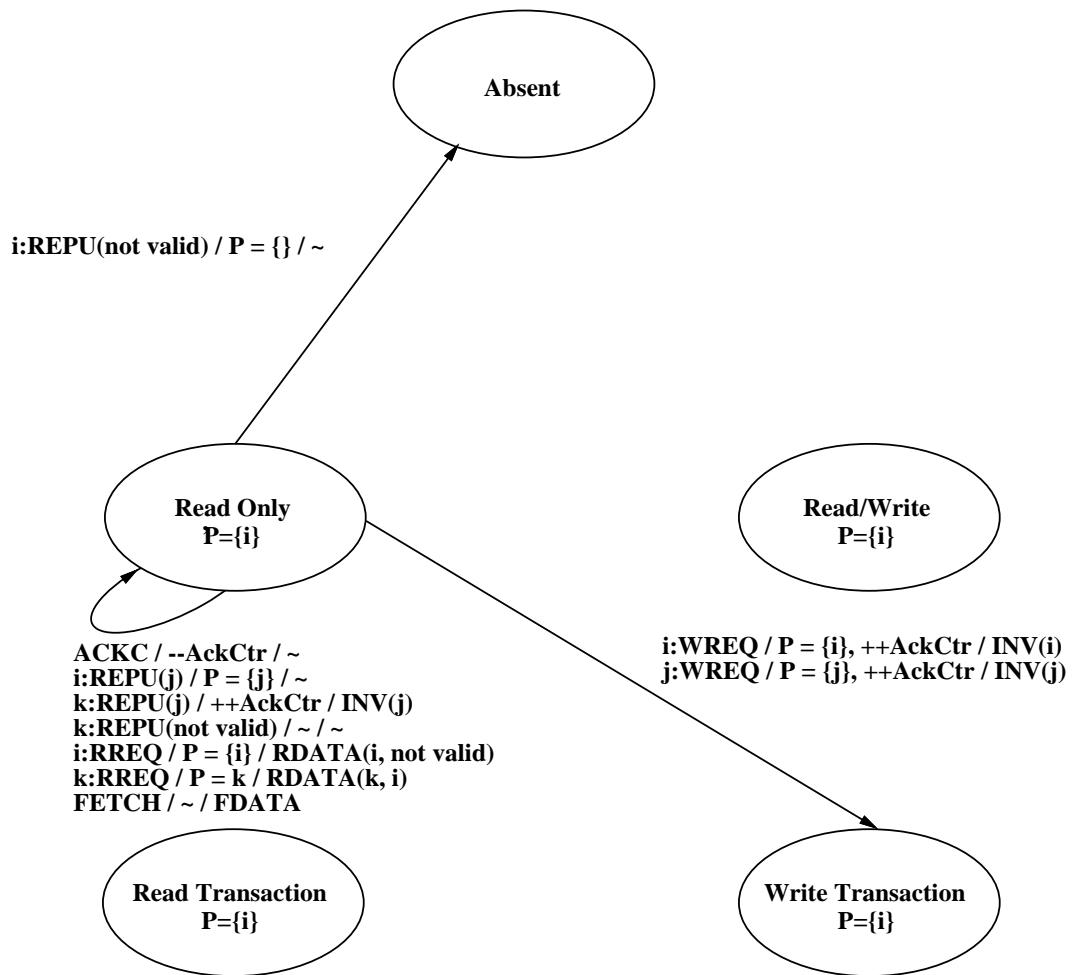 Absent
i:REPU(not valid) / P = {} / ~
Read Only
P={i}
Read/Write
P={i}
ACKC / --AckCtr / ~
i:REPU(j) / P = {j} / ~
k:REPU(j) / ++AckCtr / INV(j)
k:REPU(not valid) / ~ / ~
i:RREQ / P = {i} / RDATA(i, not valid)
k:RREQ / P = k / RDATA(k, i)
FETCH / ~ / FDATA
i:WREQ / P = {i}, ++AckCtr / INV(i)
j:WREQ / P = {j}, ++AckCtr / INV(j)
Read Transaction
P={i}
Write Transaction
P={i}